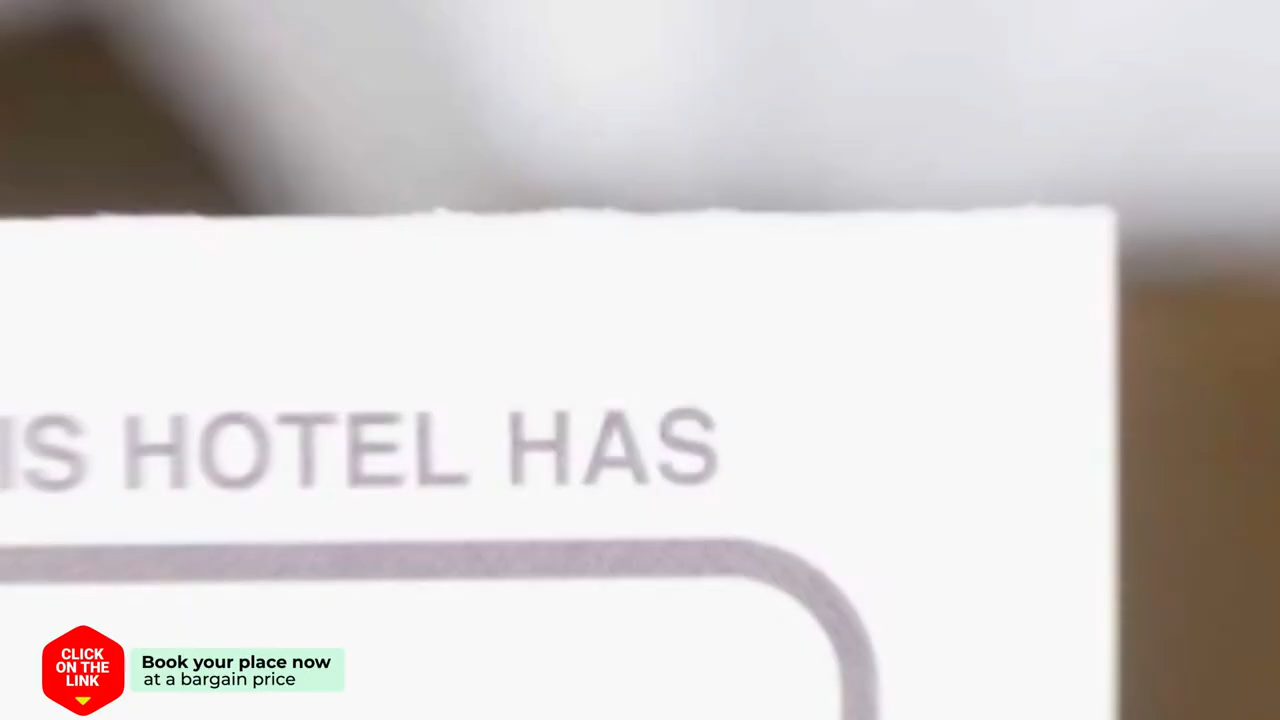 IS HOTEL HAS
CLICK
ON THE
LINK
Book your place now
at a bargain price